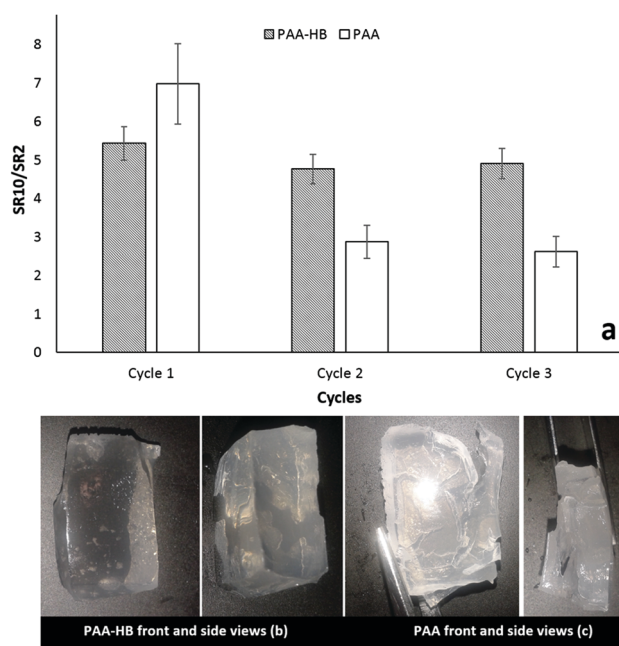 PAA-HB PAA
8
7
6
5
4
3
2
1
0
SR10/SR2
Cycle 1 Cycle 2 Cycle 3
Cycles
a
PAA-HB front and side views (b) PAA front and side views (c)